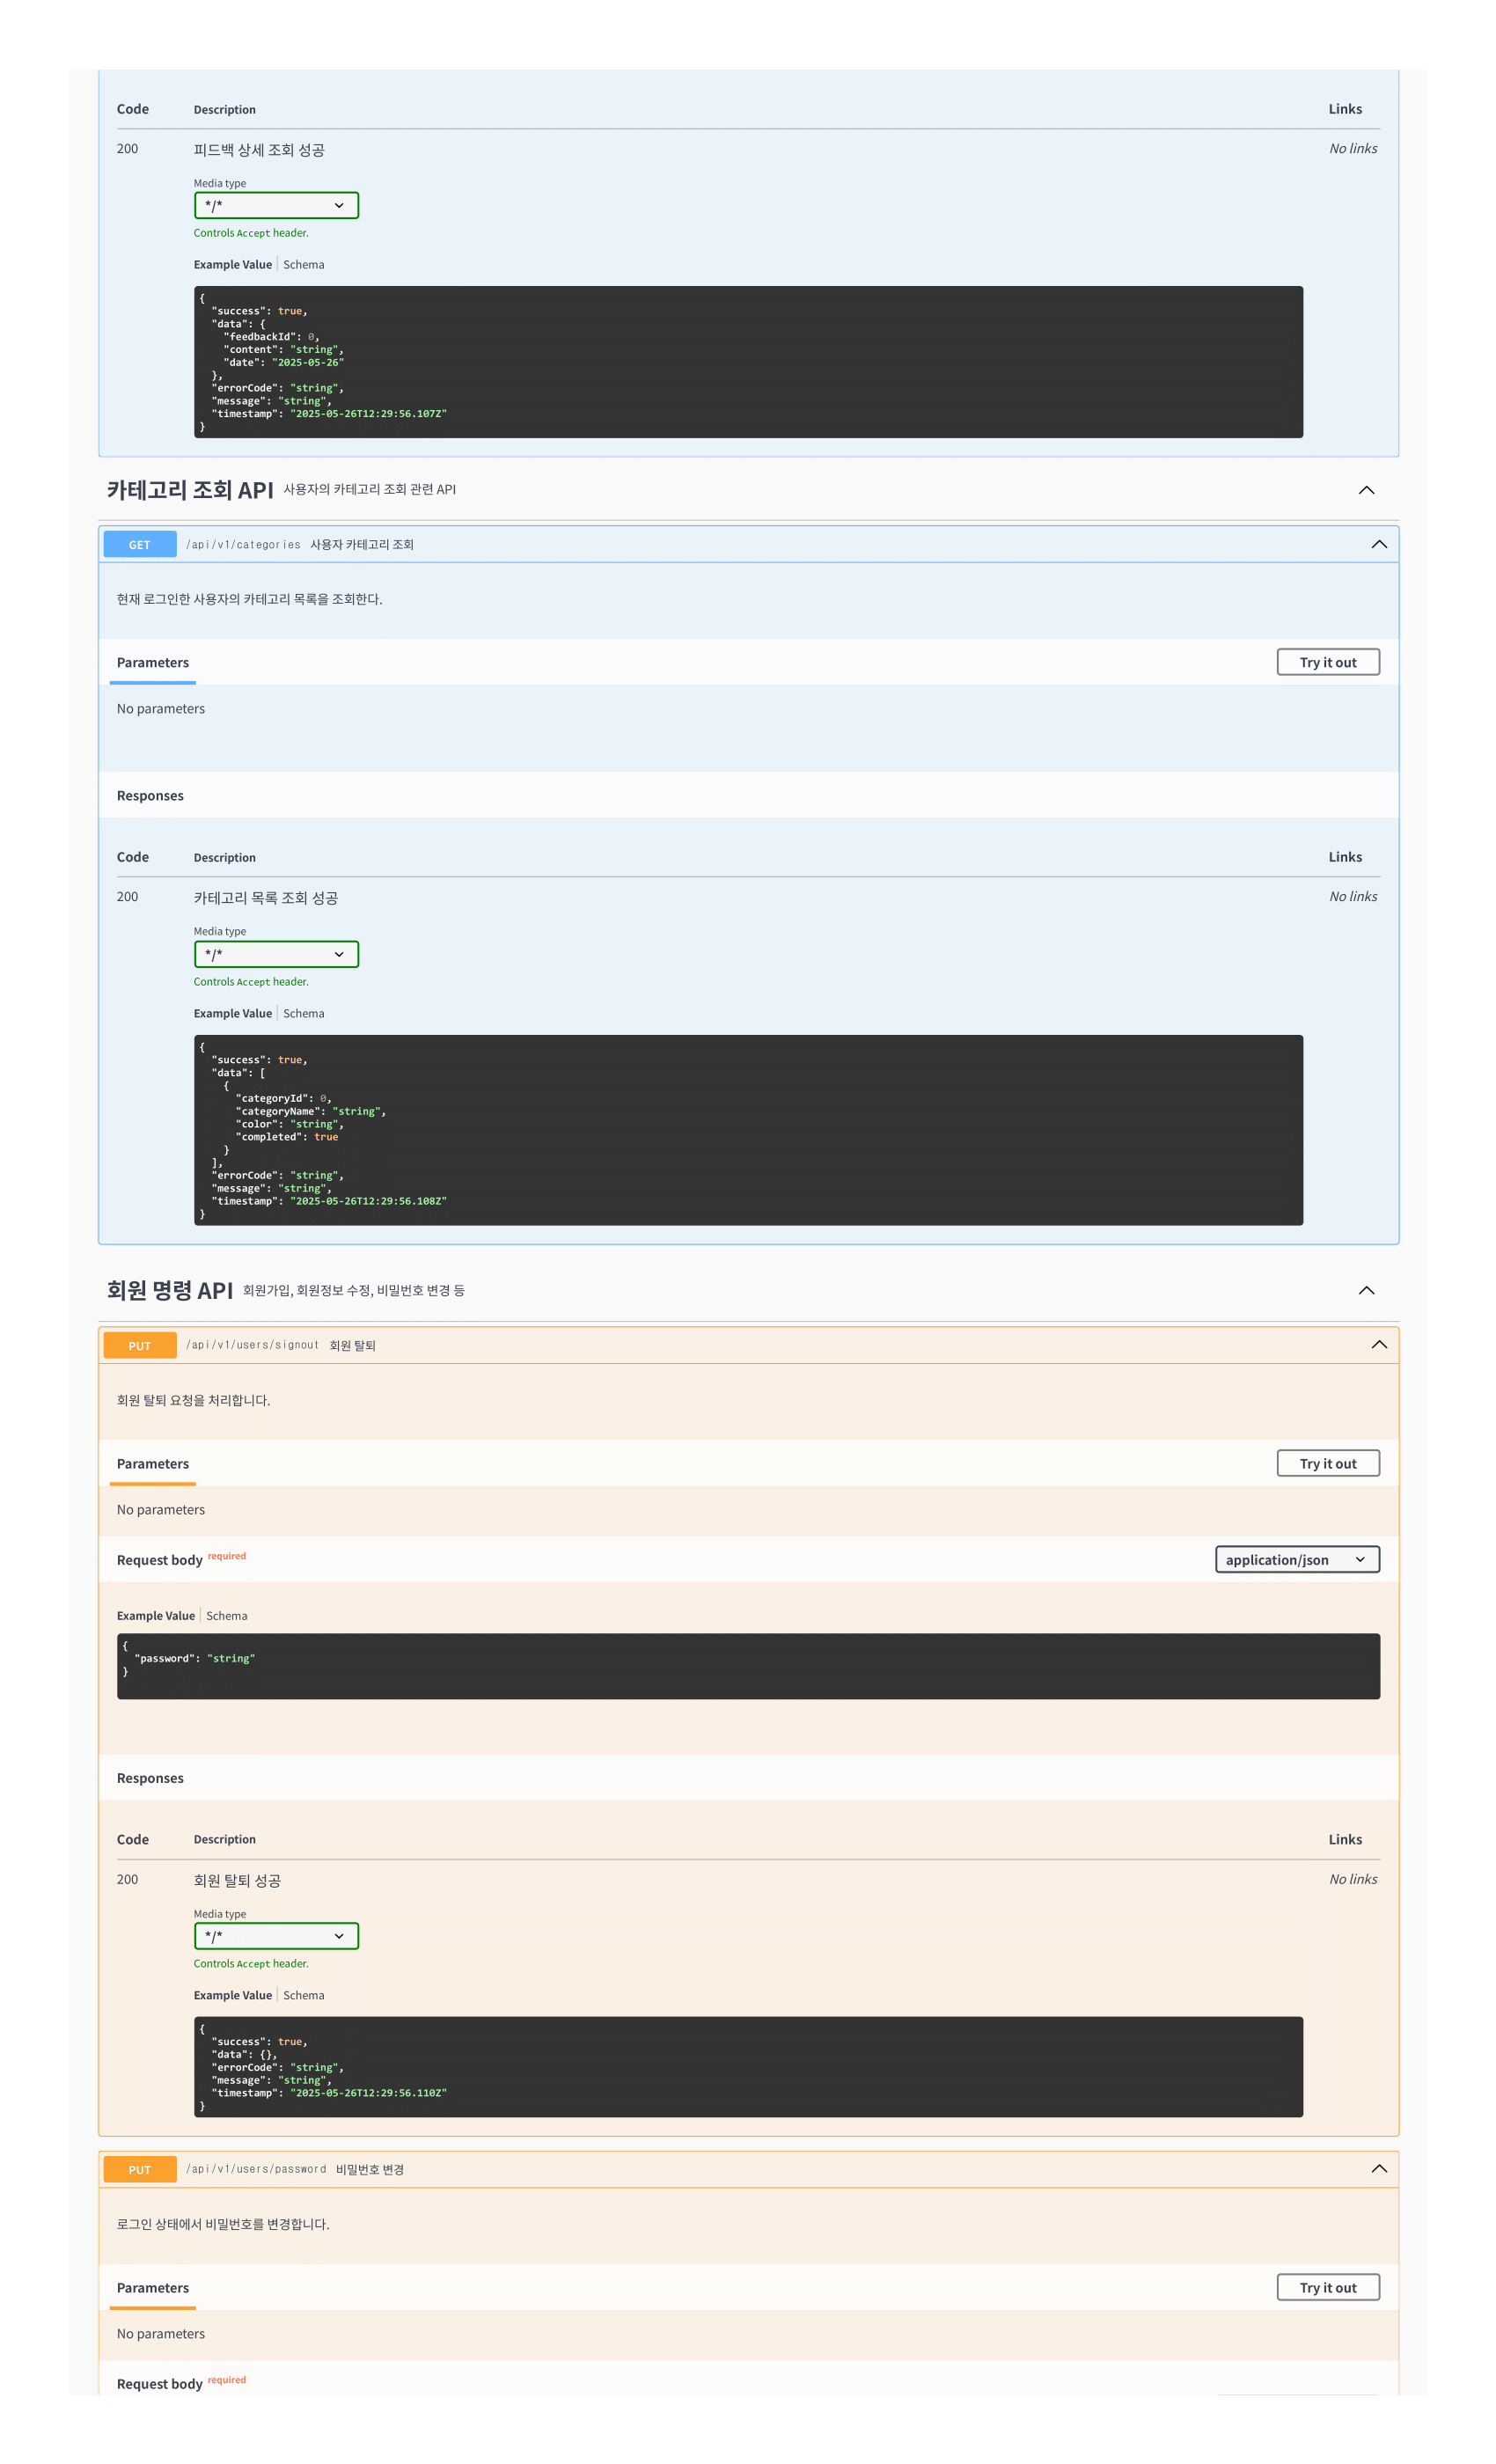 Code Description Links
200 피드백 상세 조회 성공 No links
Media type
*/*
Controls Accept header.
Example Value Schema
{
  "success": true,
  "data": {
    "feedbackId": 0,
    "content": "string",
    "date": "2025-05-26"
  },
  "errorCode": "string",
  "message": "string",
  "timestamp": "2025-05-26T12:29:56.107Z"
}
카테고리 조회 API 사용자의 카테고리 조회 관련 API
GET /api/v1/categories 사용자 카테고리 조회
현재 로그인한 사용자의 카테고리 목록을 조회한다.
Parameters Try it out
No parameters
Responses
Code Description Links
200 카테고리 목록 조회 성공 No links
Media type
*/*
Controls Accept header.
Example Value Schema
{
  "success": true,
  "data": [
    {
      "categoryId": 0,
      "categoryName": "string",
      "color": "string",
      "completed": true
    }
  ],
  "errorCode": "string",
  "message": "string",
  "timestamp": "2025-05-26T12:29:56.108Z"
}
회원 명령 API 회원가입, 회원정보 수정, 비밀번호 변경 등
PUT /api/v1/users/signout 회원 탈퇴
회원 탈퇴 요청을 처리합니다.
Parameters Try it out
No parameters
Request body required application/json
Example Value Schema
{
  "password": "string"
}
Responses
Code Description Links
200 회원 탈퇴 성공 No links
Media type
*/*
Controls Accept header.
Example Value Schema
{
  "success": true,
  "data": {},
  "errorCode": "string",
  "message": "string",
  "timestamp": "2025-05-26T12:29:56.110Z"
}
PUT /api/v1/users/password 비밀번호 변경
로그인 상태에서 비밀번호를 변경합니다.
Parameters Try it out
No parameters
Request body required